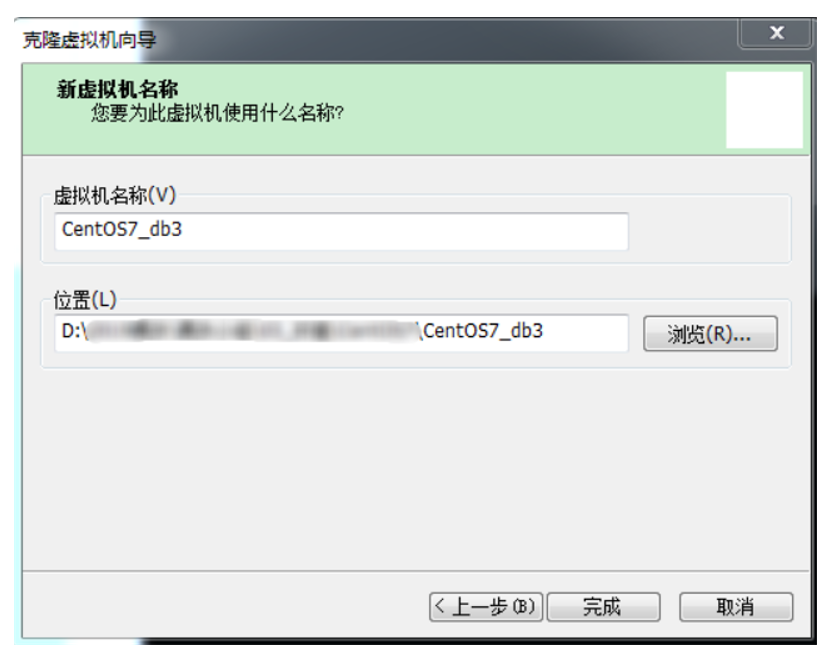 克隆虚拟机向导
x
新虚拟机名称
您要为此虚拟机使用什么名称?
虚拟机名称(V)
CentOS7_db3
位置(L)
D:\ \CentOS7_db3
浏览(R)...
< 上一步(B) 完成 取消